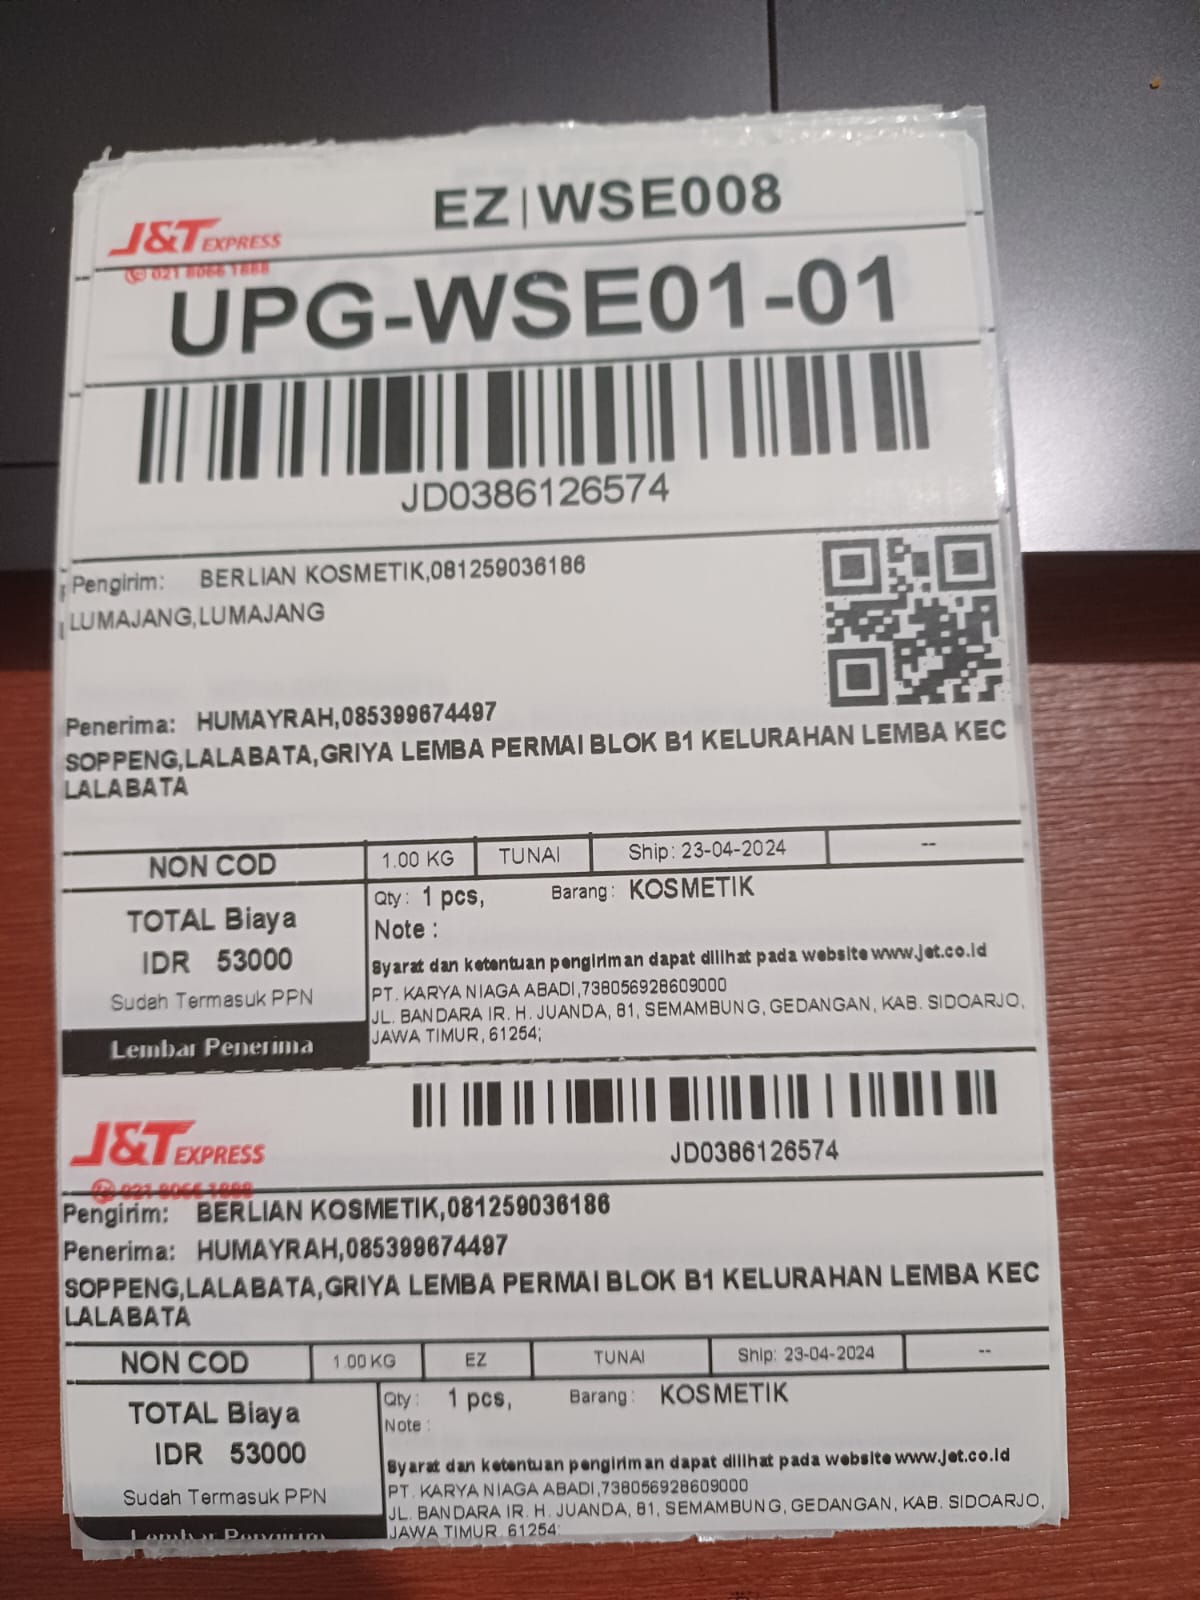 EZ|WSE008
J&T EXPRESS
021 8066 1888
UPG-WSE01-01
JD0386126574
Pengirim: BERLIAN KOSMETIK,081259036186
LUMAJANG,LUMAJANG
Penerima: HUMAYRAH,085399674497
SOPPENG,LALABATA,GRIYA LEMBA PERMAI BLOK B1 KELURAHAN LEMBA KEC
LALABATA
NON COD 1.00 KG TUNAI Ship: 23-04-2024 --
Qty: 1 pcs, Barang: KOSMETIK
TOTAL Biaya
Note :
IDR 53000
Syarat dan ketentuan pengiriman dapat dilihat pada website www.jet.co.id
Sudah Termasuk PPN
PT. KARYA NIAGA ABADI,738056928609000
JL. BANDARA IR. H. JUANDA, 81, SEMAMBUNG, GEDANGAN, KAB. SIDOARJO,
JAWA TIMUR, 61254;
Lembar Penerima
J&T EXPRESS
JD0386126574
021 8066 1888
Pengirim: BERLIAN KOSMETIK,081259036186
Penerima: HUMAYRAH,085399674497
SOPPENG,LALABATA,GRIYA LEMBA PERMAI BLOK B1 KELURAHAN LEMBA KEC
LALABATA
NON COD 1.00 KG EZ TUNAI Ship: 23-04-2024 --
Qty: 1 pcs, Barang: KOSMETIK
TOTAL Biaya
Note :
IDR 53000
Syarat dan ketentuan pengiriman dapat dilihat pada website www.jet.co.id
Sudah Termasuk PPN
PT. KARYA NIAGA ABADI,738056928609000
JL. BANDARA IR. H. JUANDA, 81, SEMAMBUNG, GEDANGAN, KAB. SIDOARJO,
JAWA TIMUR, 61254;
Lembar Pengirim